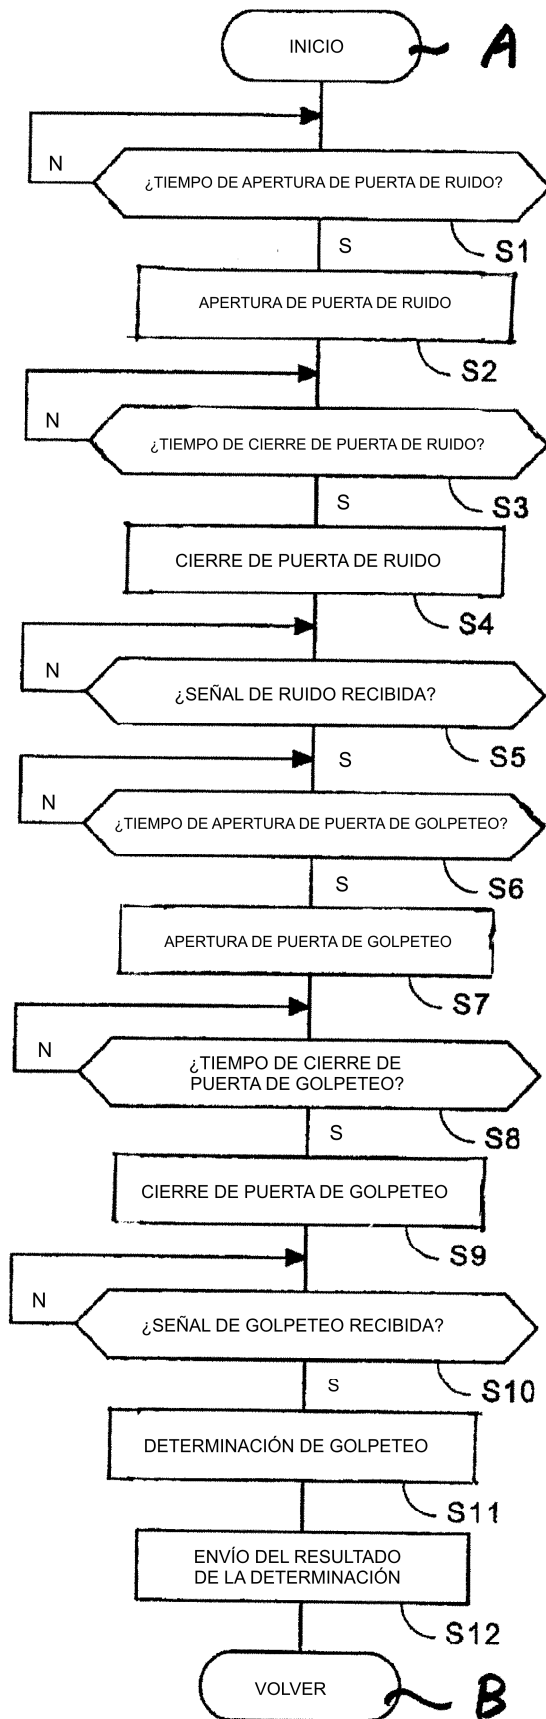 INICIO
A
N
¿TIEMPO DE APERTURA DE PUERTA DE RUIDO?
S1
S
APERTURA DE PUERTA DE RUIDO
S2
N
¿TIEMPO DE CIERRE DE PUERTA DE RUIDO?
S3
S
CIERRE DE PUERTA DE RUIDO
S4
N
¿SEÑAL DE RUIDO RECIBIDA?
S5
S
N
¿TIEMPO DE APERTURA DE PUERTA DE GOLPETEO?
S6
S
APERTURA DE PUERTA DE GOLPETEO
S7
N
¿TIEMPO DE CIERRE DE
PUERTA DE GOLPETEO?
S8
S
CIERRE DE PUERTA DE GOLPETEO
S9
N
¿SEÑAL DE GOLPETEO RECIBIDA?
S10
S
DETERMINACIÓN DE GOLPETEO
S11
ENVÍO DEL RESULTADO
DE LA DETERMINACIÓN
S12
VOLVER
B